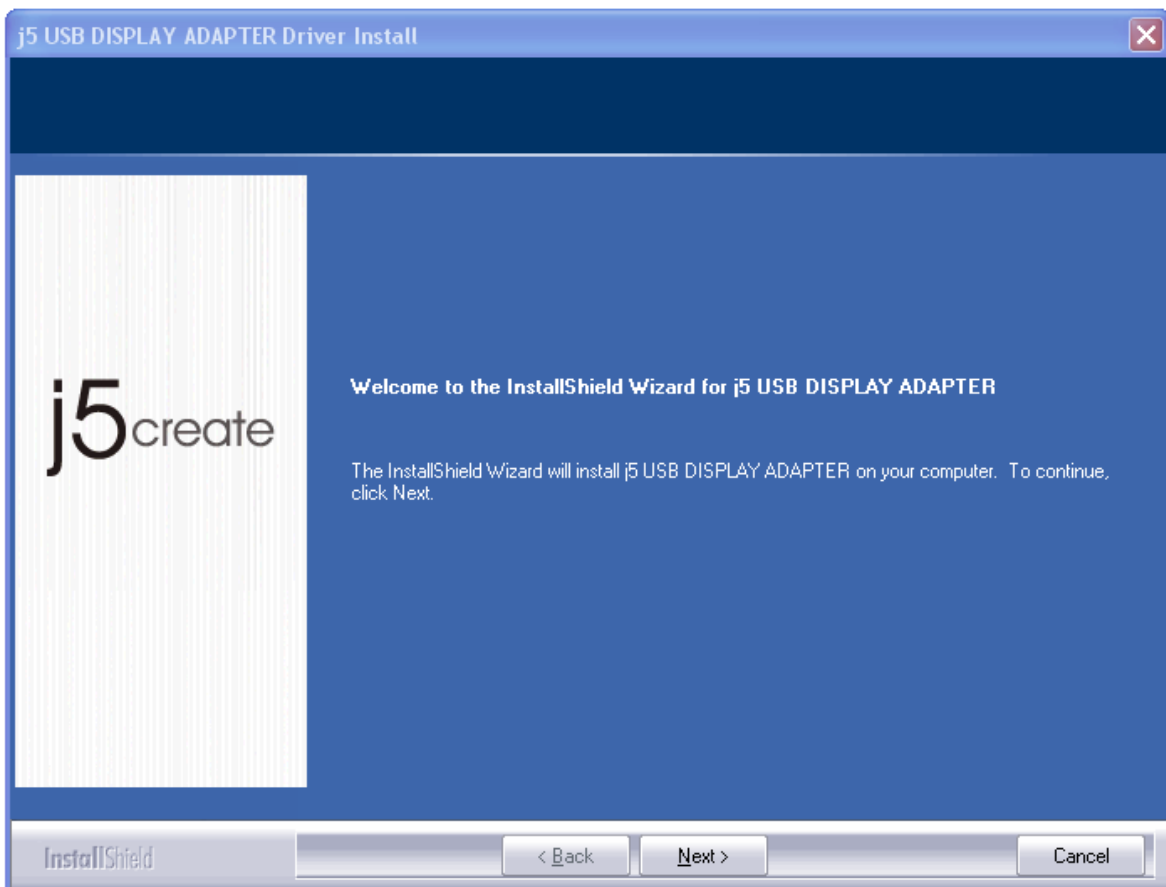 j5 USB DISPLAY ADAPTER Driver Install
j5create
Welcome to the InstallShield Wizard for j5 USB DISPLAY ADAPTER
The InstallShield Wizard will install j5 USB DISPLAY ADAPTER on your computer.  To continue,
click Next.
InstallShield
< Back
Next >
Cancel